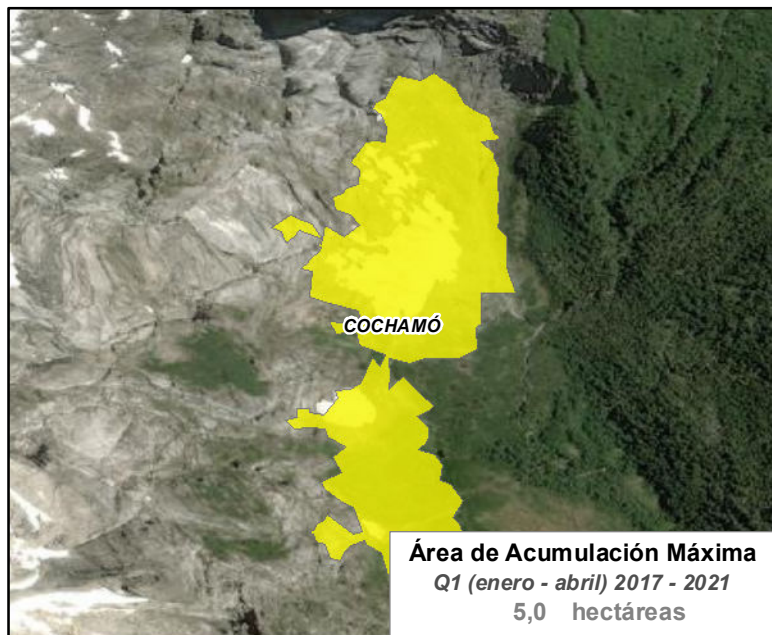 COCHAMÓ
Área de Acumulación Máxima
Q1 (enero - abril) 2017 - 2021
5,0 hectáreas